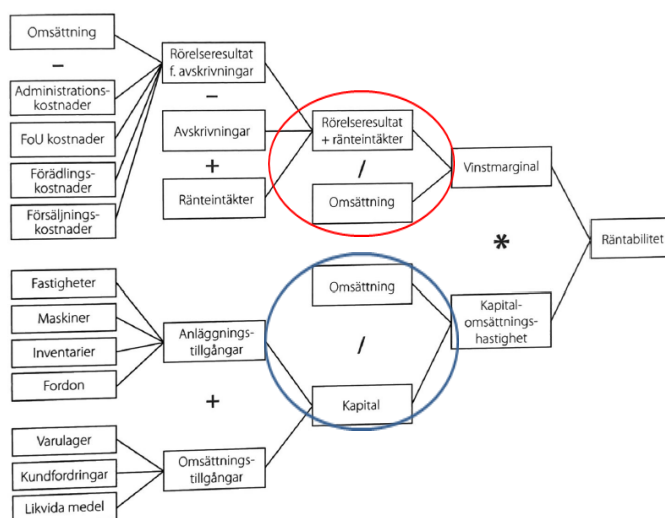 Omsättning
–
Administrations-
kostnader
FoU kostnader
Förädlings-
kostnader
Försäljnings-
kostnader
Rörelseresultat
f. avskrivningar
–
Avskrivningar
+
Ränteintäkter
Rörelseresultat
+ ränteintäkter
/
Omsättning
Vinstmarginal
*
Räntabilitet
Fastigheter
Maskiner
Inventarier
Fordon
Anläggnings-
tillgångar
+
Varulager
Kundfordringar
Likvida medel
Omsättnings-
tillgångar
Omsättning
/
Kapital
Kapital-
omsättnings-
hastighet